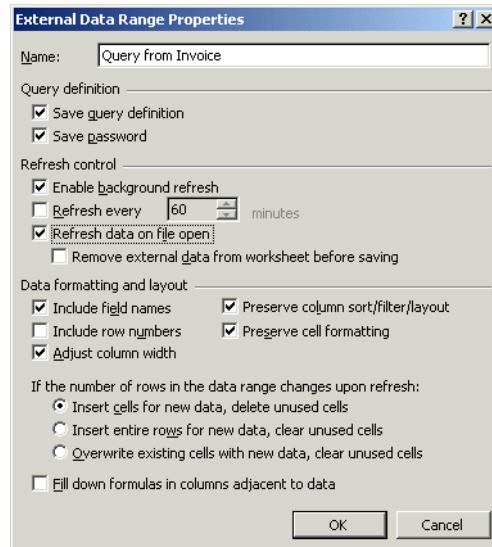 External Data Range Properties
Name: Query from Invoice
Query definition
Save query definition
Save password
Refresh control
Enable background refresh
Refresh every 60 minutes
Refresh data on file open
Remove external data from worksheet before saving
Data formatting and layout
Include field names Preserve column sort/filter/layout
Include row numbers Preserve cell formatting
Adjust column width
If the number of rows in the data range changes upon refresh:
Insert cells for new data, delete unused cells
Insert entire rows for new data, clear unused cells
Overwrite existing cells with new data, clear unused cells
Fill down formulas in columns adjacent to data
OK Cancel